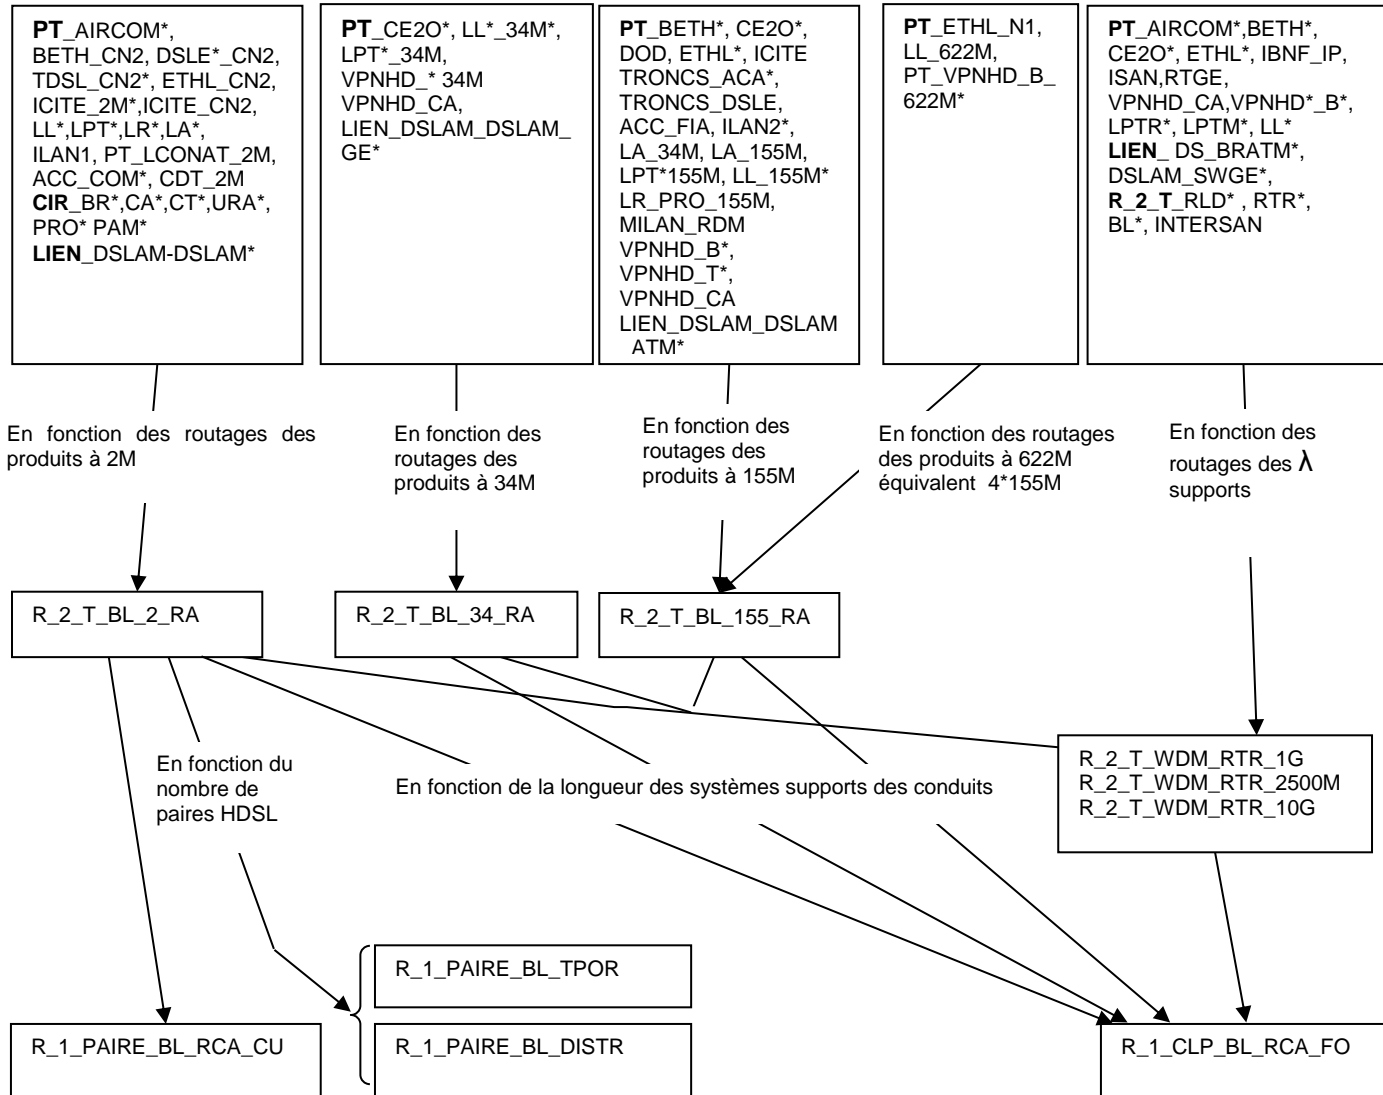 PT_AIRCOM*,
BETH_CN2, DSLE*_CN2,
TDSL_CN2*, ETHL_CN2,
ICITE_2M*,ICITE_CN2,
LL*,LPT*,LR*,LA*,
ILAN1, PT_LCONAT_2M,
ACC_COM*, CDT_2M
CIR_BR*,CA*,CT*,URA*,
PRO* PAM*
LIEN_DSLAM-DSLAM*
PT_CE2O*, LL*_34M*,
LPT*_34M,
VPNHD_* 34M
VPNHD_CA,
LIEN_DSLAM_DSLAM_
GE*
PT_BETH*, CE2O*,
DOD, ETHL*, ICITE
TRONCS_ACA*,
TRONCS_DSLE,
ACC_FIA, ILAN2*,
LA_34M, LA_155M,
LPT*155M, LL_155M*
LR_PRO_155M,
MILAN_RDM
VPNHD_B*,
VPNHD_T*,
VPNHD_CA
LIEN_DSLAM_DSLAM
_ATM*
PT_ETHL_N1,
LL_622M,
PT_VPNHD_B_
622M*
PT_AIRCOM*,BETH*,
CE2O*, ETHL*, IBNF_IP,
ISAN,RTGE
VPNHD_CA,VPNHD*_B*,
LPTR*, LPTM*, LL*
LIEN_ DS_BRATM*,
DSLAM_SWGE*,
R_2_T_RLD* , RTR*,
BL*, INTERSAN
En fonction des routages des
produits à 2M
En fonction des
routages des
produits à 34M
En fonction des
routages des
produits à 155M
En fonction des routages
des produits à 622M
équivalent 4*155M
En fonction des
routages des λ
supports
R_2_T_BL_2_RA
R_2_T_BL_34_RA
R_2_T_BL_155_RA
R_2_T_WDM_RTR_1G
R_2_T_WDM_RTR_2500M
R_2_T_WDM_RTR_10G
En fonction du
nombre de
paires HDSL
En fonction de la longueur des systèmes supports des conduits
R_1_PAIRE_BL_TPOR
R_1_PAIRE_BL_RCA_CU
R_1_PAIRE_BL_DISTR
R_1_CLP_BL_RCA_FO